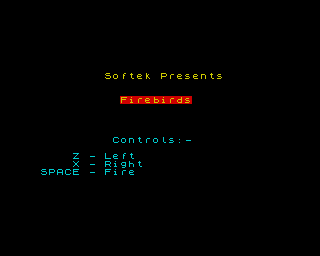 Softek Presents
Firebirds
Controls:-
Z - Left
X - Right
SPACE - Fire